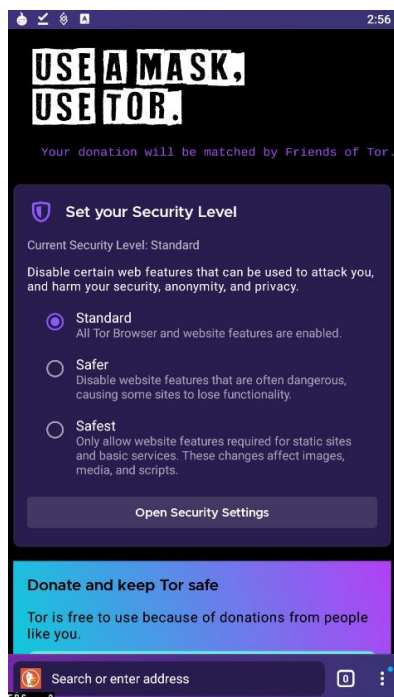 2:56
USE A MASK,
USE TOR.
Your donation will be matched by Friends of Tor.
Set your Security Level
Current Security Level: Standard
Disable certain web features that can be used to attack you,
and harm your security, anonymity, and privacy.
Standard
All Tor Browser and website features are enabled.
Safer
Disable website features that are often dangerous,
causing some sites to lose functionality.
Safest
Only allow website features required for static sites
and basic services. These changes affect images,
media, and scripts.
Open Security Settings
Donate and keep Tor safe
Tor is free to use because of donations from people
like you.
Search or enter address
0